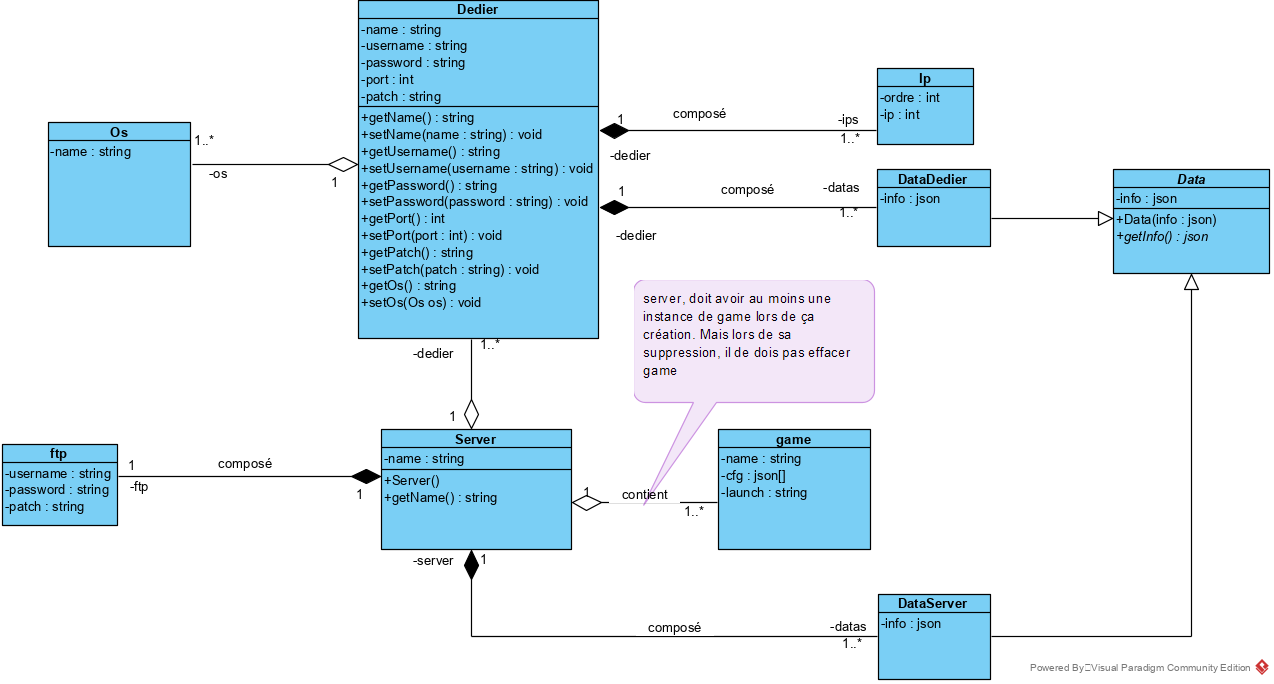 Dedier
-name : string
-username : string
-password : string
-port : int
-patch : string
+getName() : string
+setName(name : string) : void
+getUsername() : string
+setUsername(username : string) : void
+getPassword() : string
+setPassword(password : string) : void
+getPort() : int
+setPort(port : int) : void
+getPatch() : string
+setPatch(patch : string) : void
+getOs() : string
+setOs(Os os) : void
Os
-name : string
1..*
-os
1
1
composé
-ips
1..*
-dedier
Ip
-ordre : int
-ip : int
1
composé
-datas
1..*
-dedier
DataDedier
-info : json
Data
-info : json
+Data(info : json)
+getInfo() : json
server, doit avoir au moins une
instance de game lors de ça
création. Mais lors de sa
suppression, il de dois pas effacer
game
-dedier
1..*
1
Server
-name : string
+Server()
+getName() : string
ftp
-username : string
-password : string
-patch : string
1
composé
-ftp
1
1
contient
1..*
game
-name : string
-cfg : json[]
-launch : string
-server
1
composé
-datas
1..*
DataServer
-info : json
Powered By Visual Paradigm Community Edition